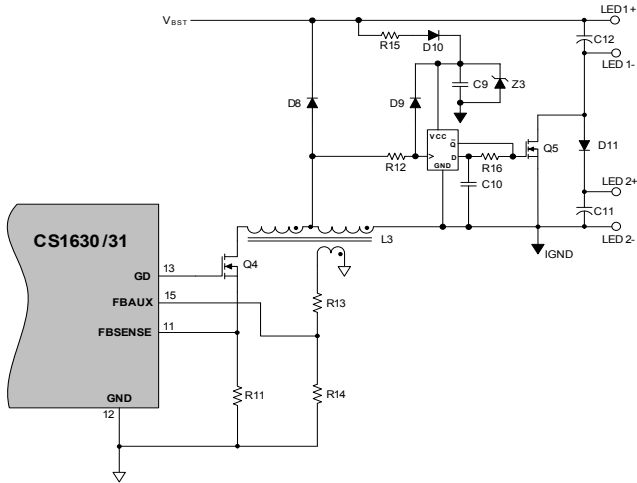 LED1+
V BST
C12
R15
D10
LED 1-
C9
Z3
D8
D9
VCC
Q̅
D
>
GND
Q5
D11
R12
R16
C10
LED 2+
C11
LED 2-
L3
IGND
CS1630/31
Q4
GD
13
FBAUX
15
R13
FBSENSE
11
R11
R14
GND
12